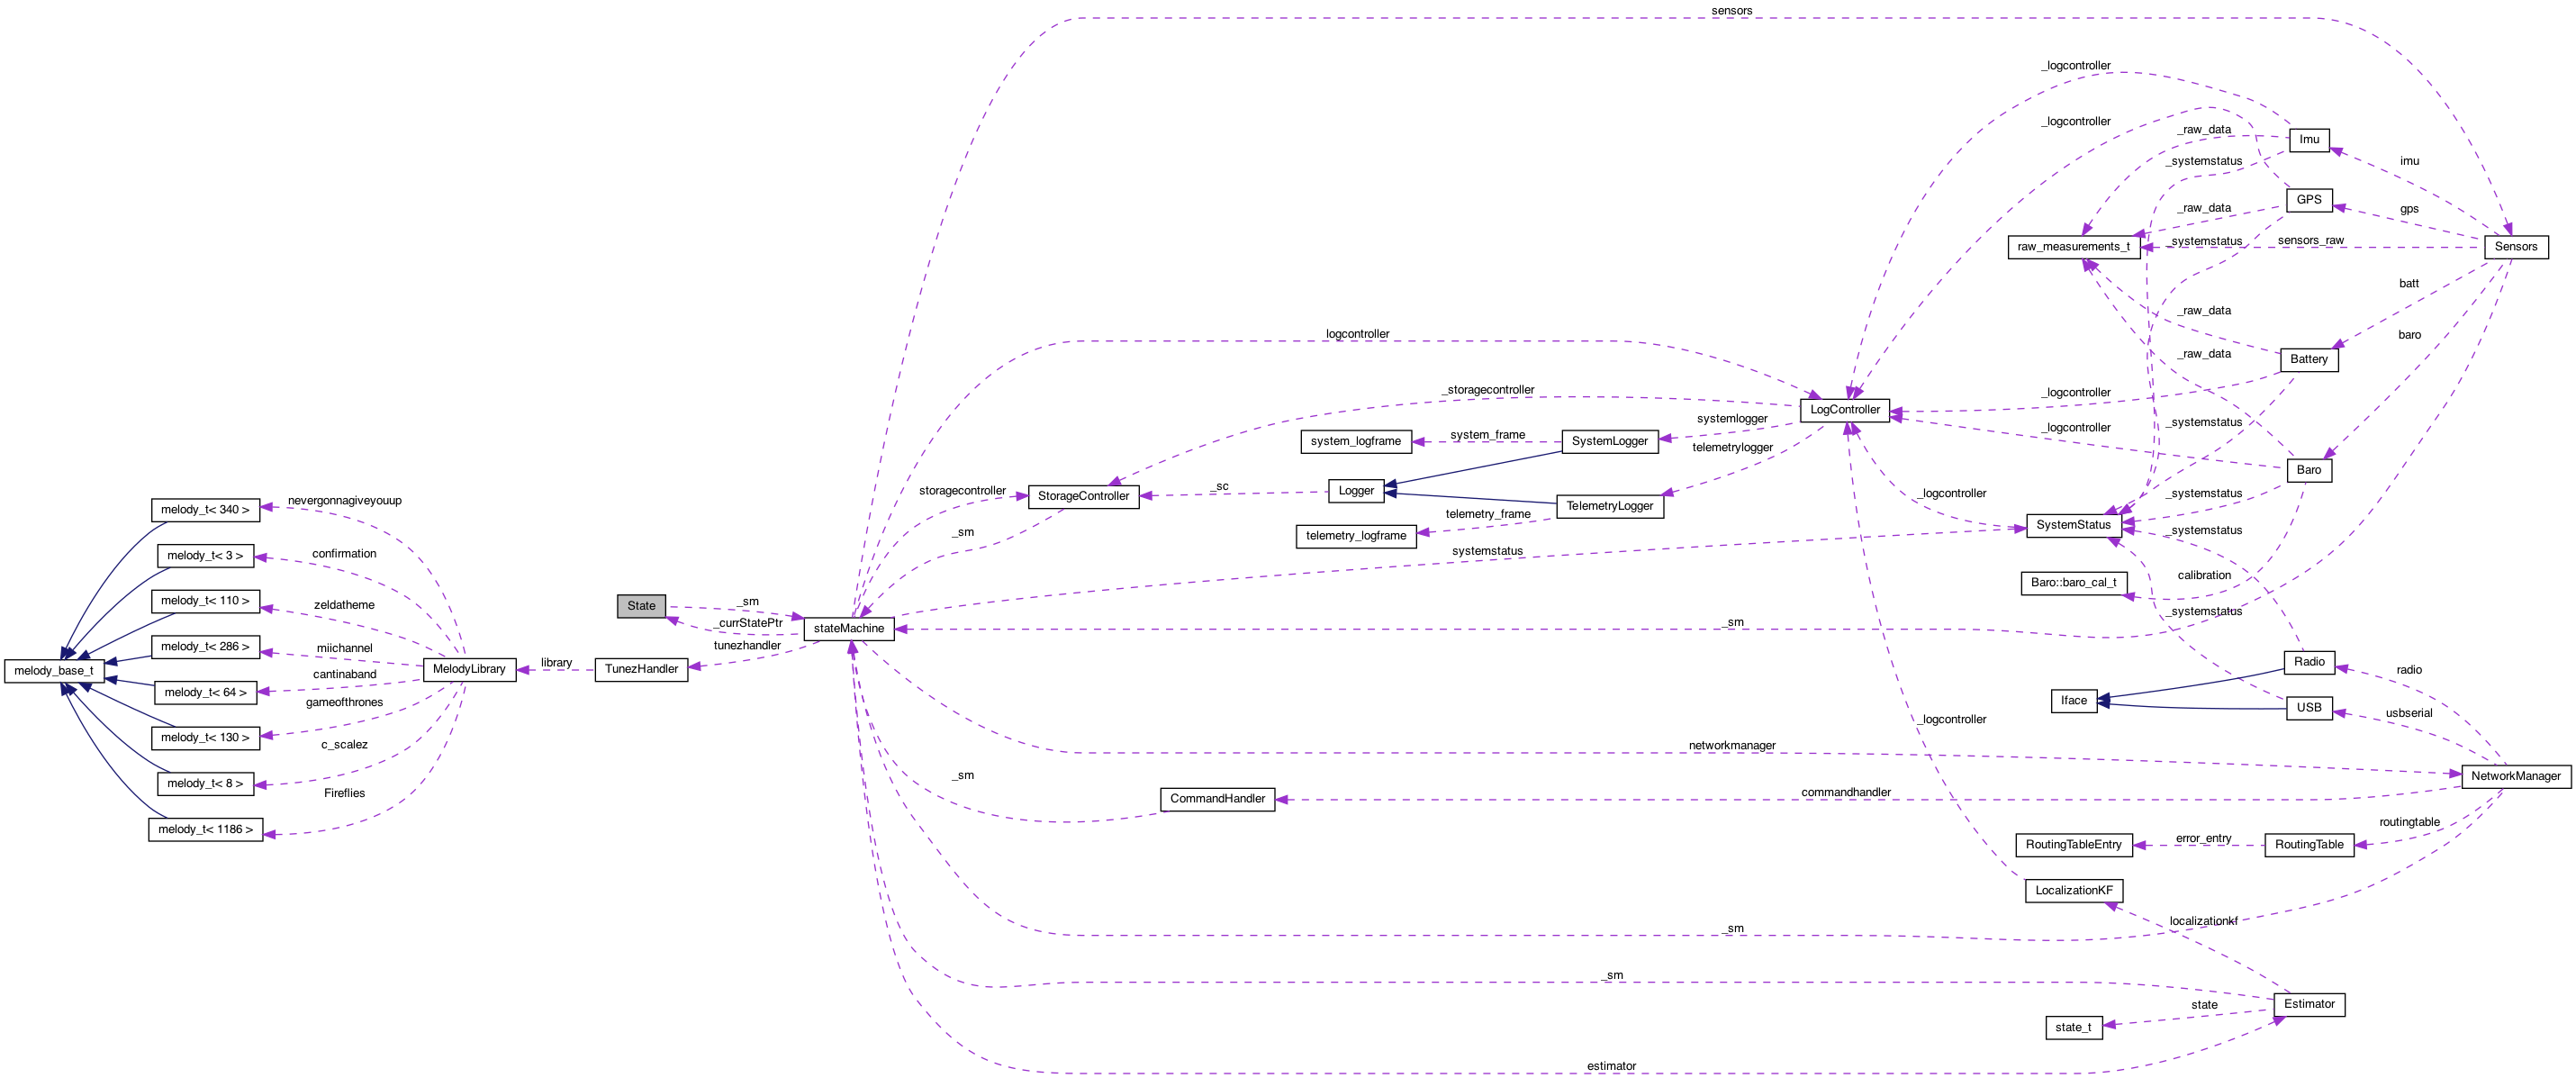 sensors
_logcontroller
_logcontroller
_raw_data
Imu
_systemstatus
imu
GPS
_raw_data
gps
raw_measurements_t
_systemstatus
sensors_raw
Sensors
batt
_raw_data
logcontroller
baro
_raw_data
Battery
_storagecontroller
_logcontroller
LogController
systemlogger
_systemstatus
_logcontroller
system_logframe
system_frame
SystemLogger
telemetrylogger
Baro
storagecontroller
StorageController
_sc
Logger
_logcontroller
_systemstatus
TelemetryLogger
nevergonnagiveyouup
melody_t< 340 >
telemetry_frame
SystemStatus
_sm
telemetry_logframe
_systemstatus
systemstatus
confirmation
melody_t< 3 >
Baro::baro_cal_t
calibration
zeldatheme
melody_t< 110 >
State
_sm
_currStatePtr
_systemstatus
stateMachine
_sm
miichannel
melody_t< 286 >
tunezhandler
melody_base_t
MelodyLibrary
library
TunezHandler
Radio
radio
cantinaband
melody_t< 64 >
Iface
USB
usbserial
gameofthrones
melody_t< 130 >
_logcontroller
c_scalez
networkmanager
_sm
NetworkManager
melody_t< 8 >
Fireflies
CommandHandler
commandhandler
melody_t< 1186 >
routingtable
RoutingTableEntry
error_entry
RoutingTable
LocalizationKF
localizationkf
_sm
_sm
state
Estimator
state_t
estimator